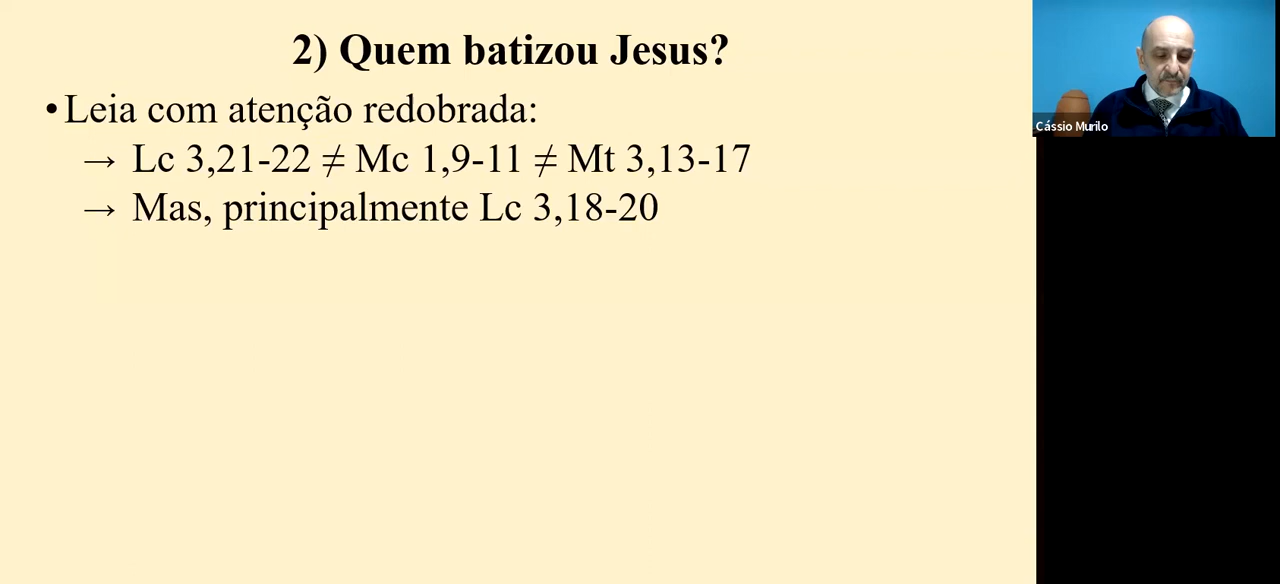 2) Quem batizou Jesus?
• Leia com atenção redobrada:
→ Lc 3,21-22 ≠ Mc 1,9-11 ≠ Mt 3,13-17
→ Mas, principalmente Lc 3,18-20
Cássio Murilo